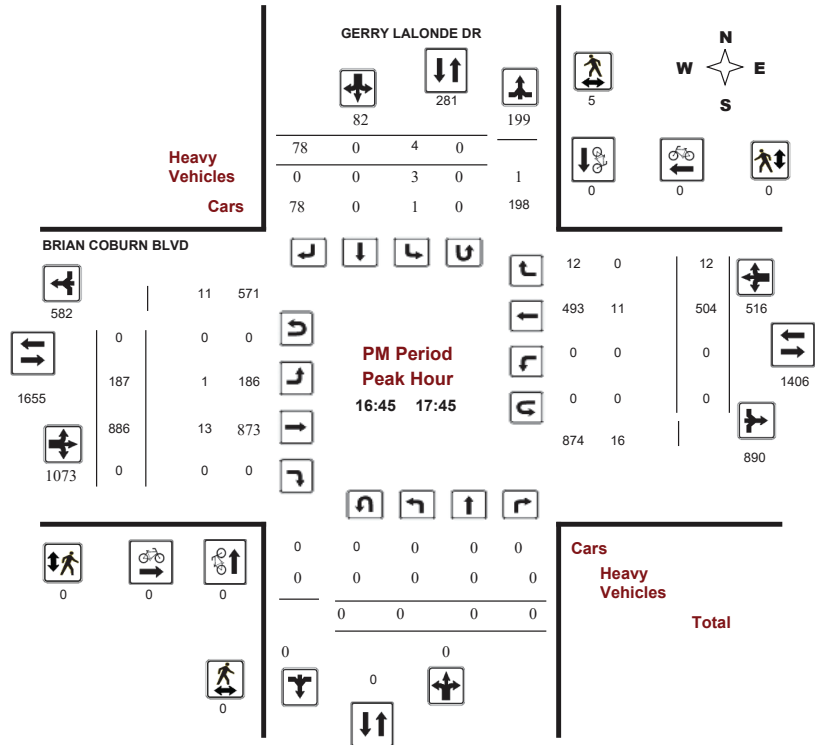 GERRY LALONDE DR
N
W E
S
281
5
82 199
78 0 4 0
Heavy
Vehicles
0 0 3 0 1
0 0 0
Cars 78 0 1 0 198
BRIAN COBURN BLVD
12 0 12
11 571
582
493 11 504 516
0 0 0
PM Period
0 0 0
1406
Peak Hour
187 1 186
1655
16:45 17:45
0 0 0
886 13 873
874 16
890
1073 0 0 0
0 0 0 0 0
Cars
0 0 0 0 0
Heavy
Vehicles
0 0 0
0 0 0 0
Total
0 0
0
0